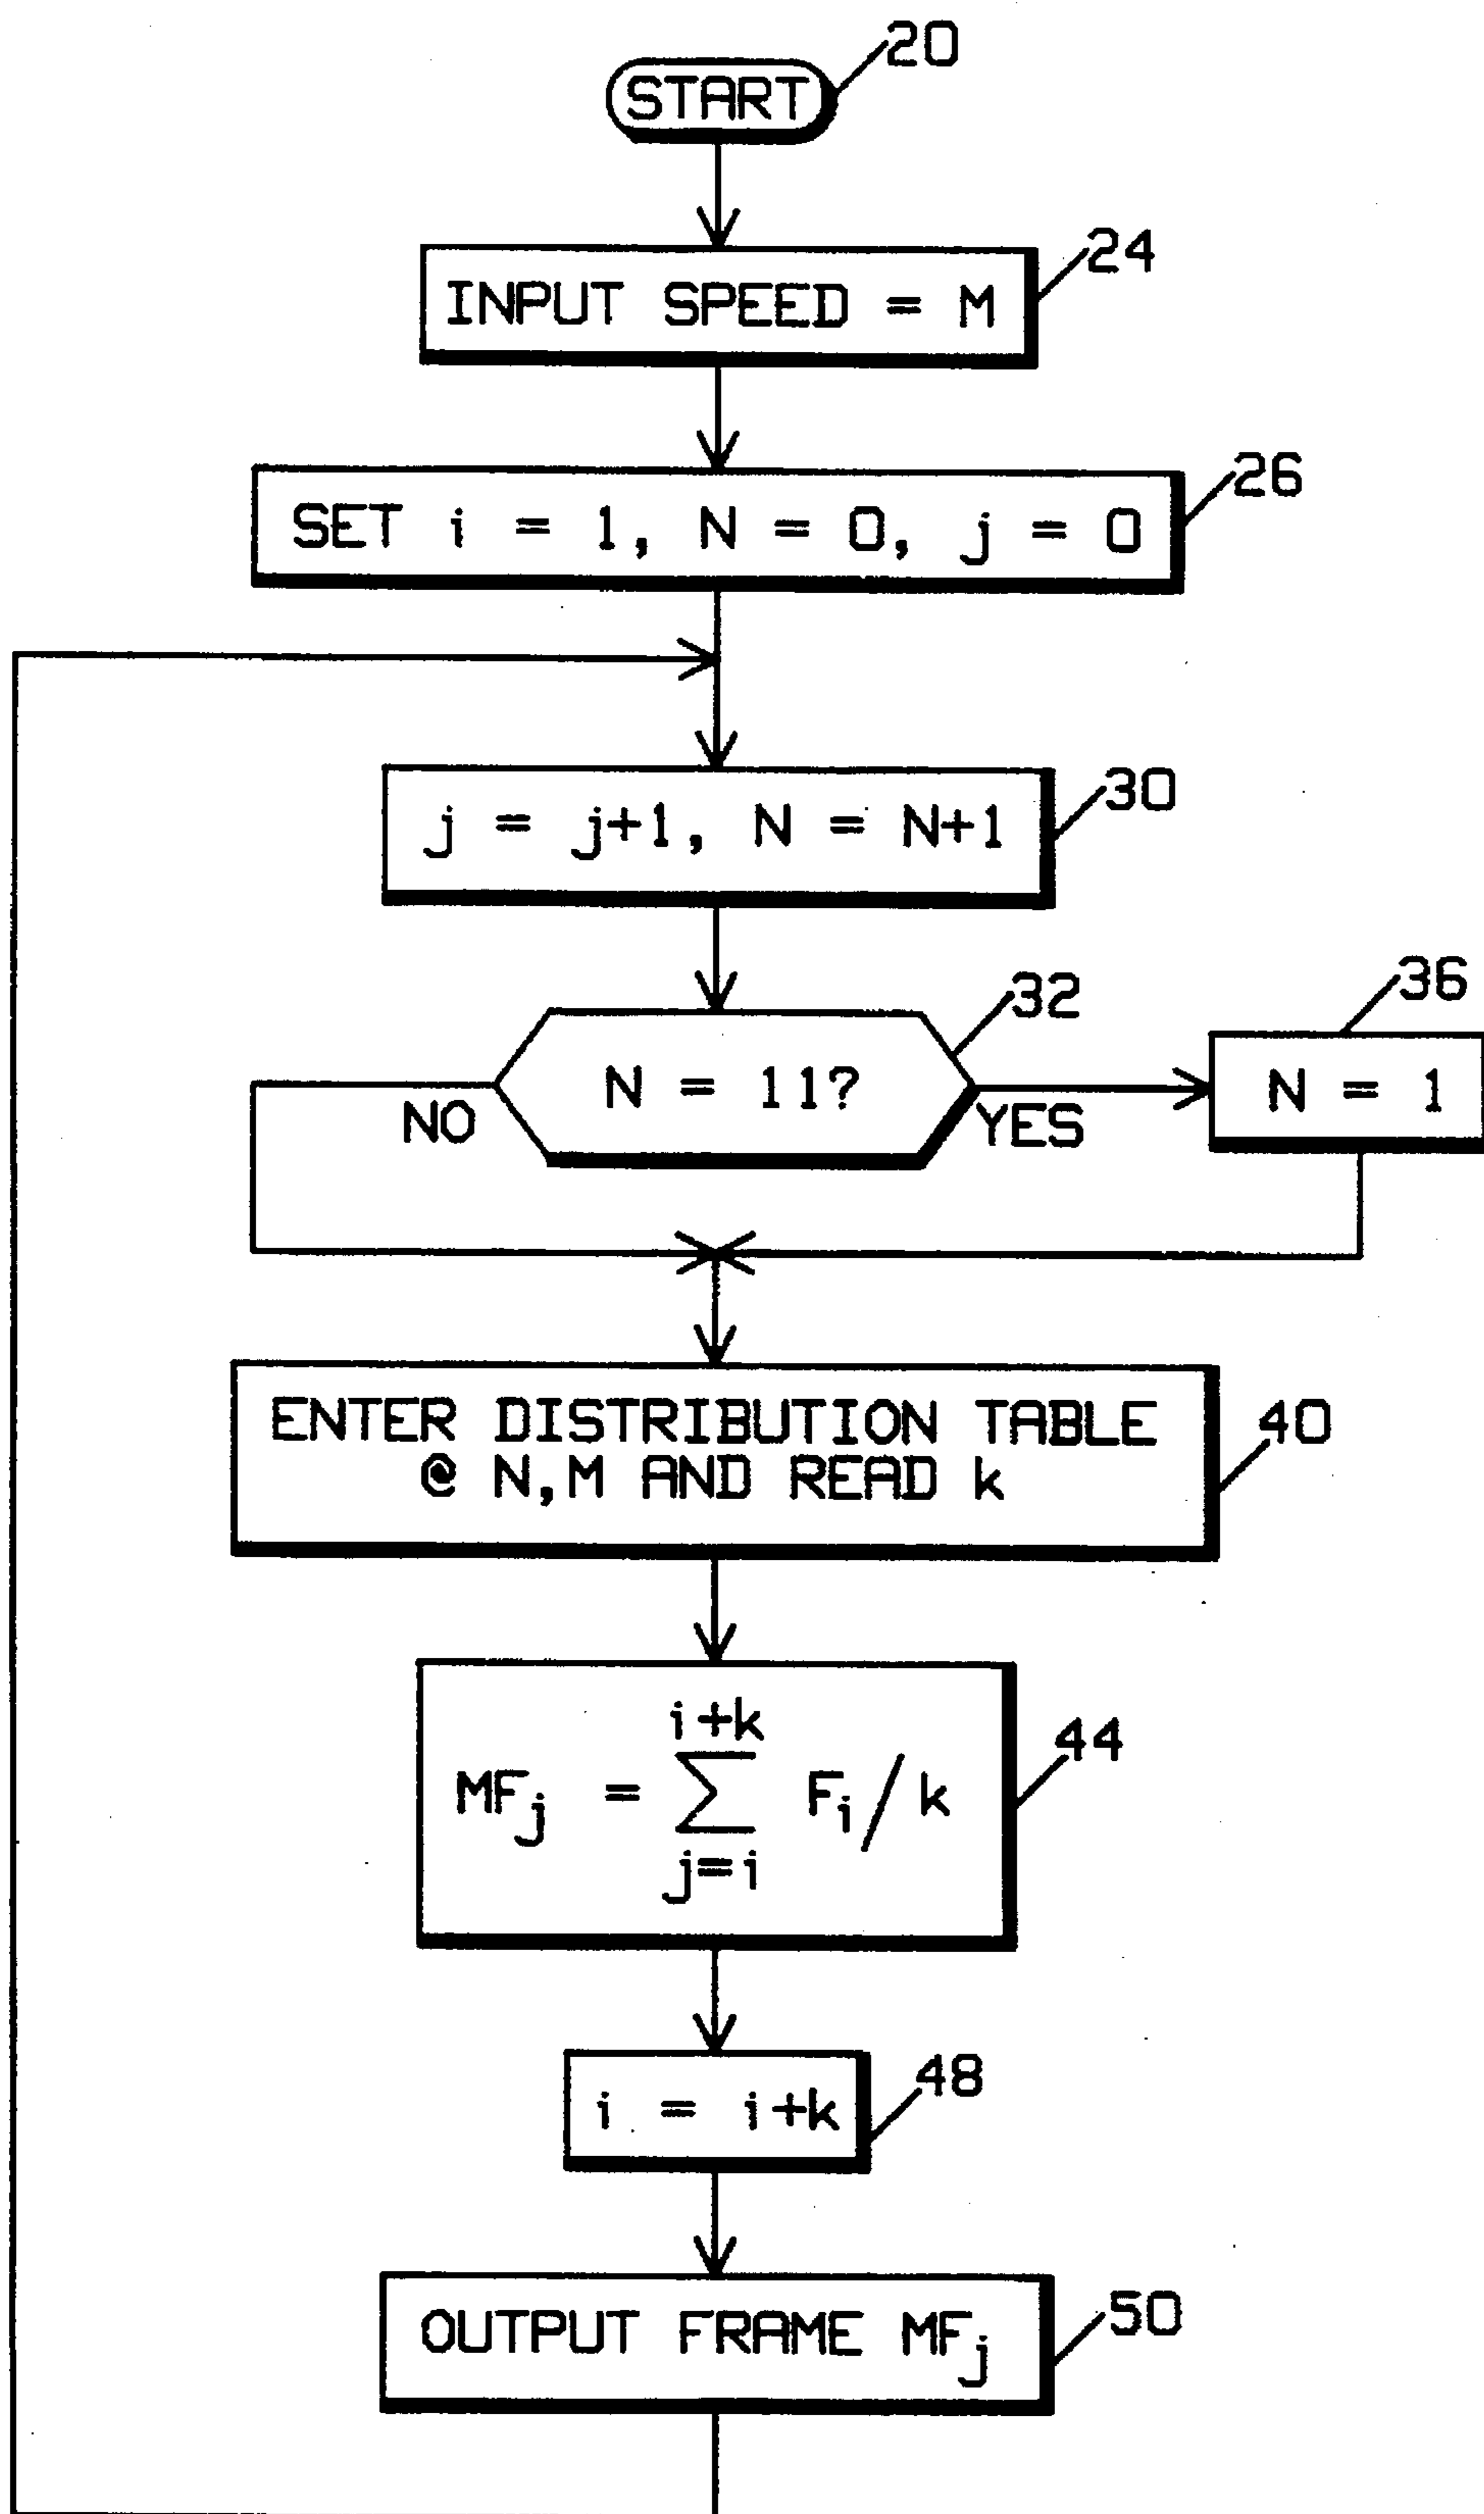 20
START
24
INPUT SPEED = M
26
SET i = 1, N = 0, j = 0
30
j = j+1, N = N+1
32
36
N = 11?
N = 1
NO
YES
ENTER DISTRIBUTION TABLE
40
@ N,M AND READ k
i+k
44
MFj = ∑ Fi/k
j=i
48
i = i+k
50
OUTPUT FRAME MFj